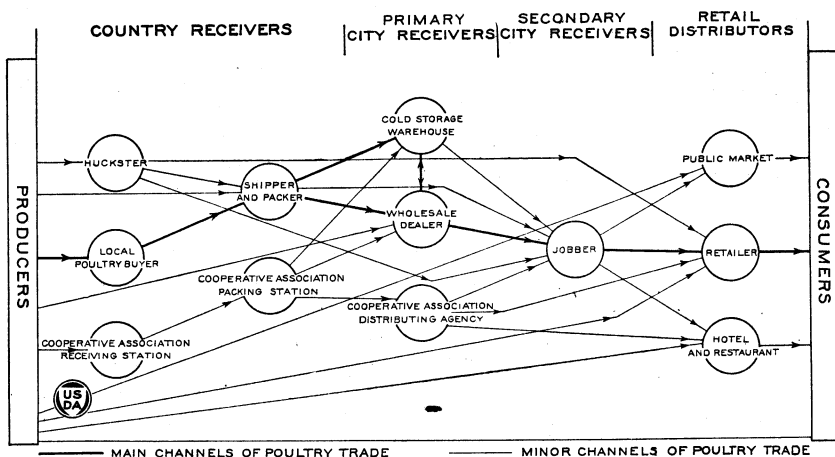 COUNTRY RECEIVERS
PRIMARY
CITY RECEIVERS
SECONDARY
CITY RECEIVERS
RETAIL
DISTRIBUTORS
PRODUCERS
CONSUMERS
COLD STORAGE
WAREHOUSE
HUCKSTER
PUBLIC MARKET
SHIPPER
AND PACKER
WHOLESALE
DEALER
LOCAL
POULTRY BUYER
JOBBER
RETAILER
COOPERATIVE ASSOCIATION
PACKING STATION
COOPERATIVE ASSOCIATION
DISTRIBUTING AGENCY
COOPERATIVE ASSOCIATION
RECEIVING STATION
HOTEL
AND RESTAURANT
US
DA
MAIN CHANNELS OF POULTRY TRADE
MINOR CHANNELS OF POULTRY TRADE